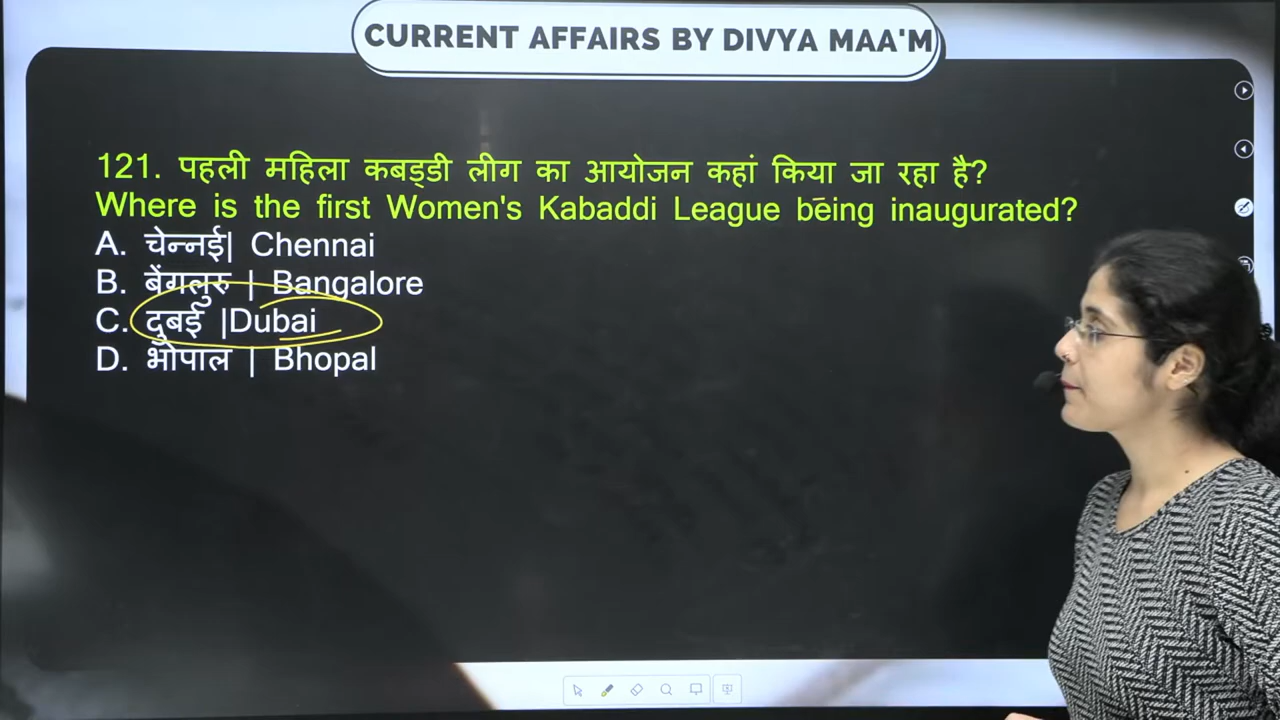 CURRENT AFFAIRS BY DIVYA MAA'M
121. पहली महिला कबड्डी लीग का आयोजन कहां किया जा रहा है?
Where is the first Women's Kabaddi League being inaugurated?
A. चेन्नई| Chennai
B. बेंगलुरु | Bangalore
C. दुबई |Dubai
D. भोपाल | Bhopal